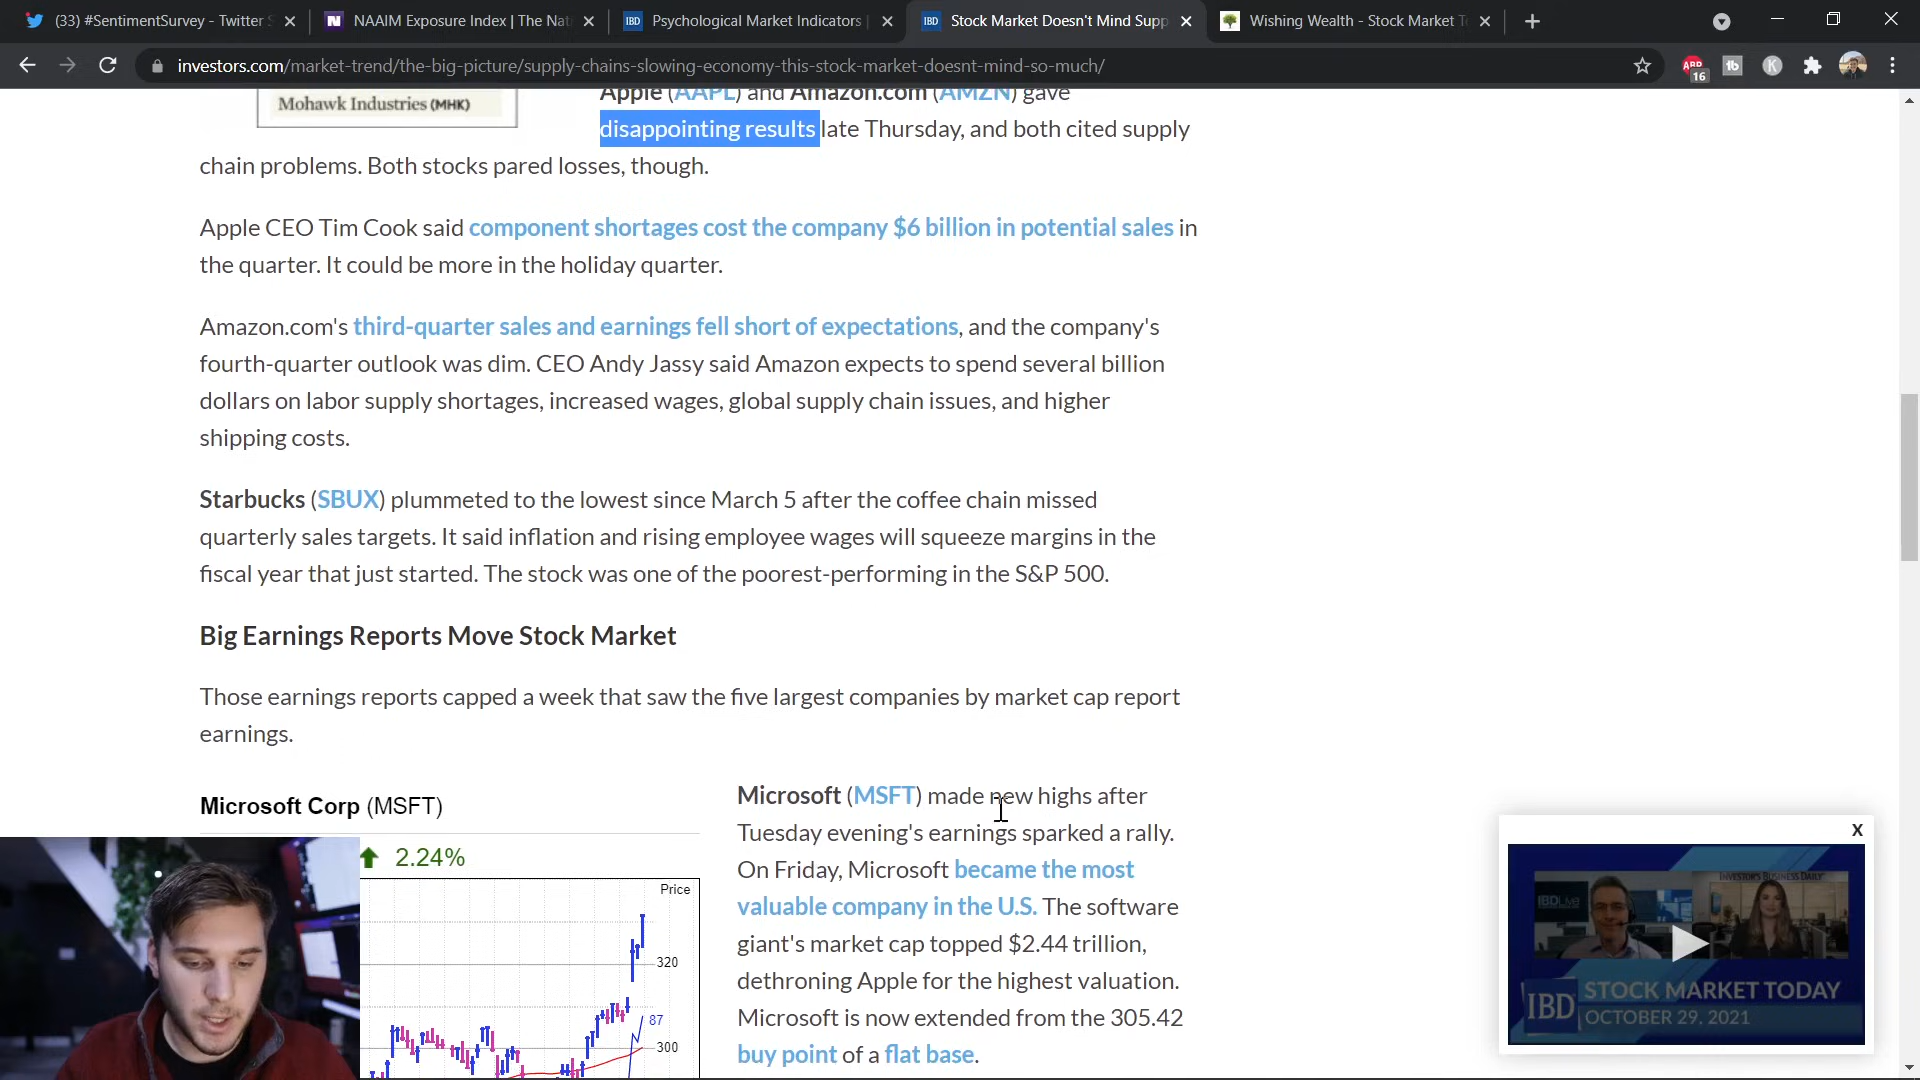 (33) #SentimentSurvey - Twitter S
NAAIM Exposure Index | The Nati
IBD
Psychological Market Indicators |
IBD
Stock Market Doesn't Mind Supp
Wishing Wealth - Stock Market T
investors.com/market-trend/the-big-picture/supply-chains-slowing-economy-this-stock-market-doesnt-mind-so-much/
ABP
16
tb
K
Mohawk Industries (MHK)
Apple (AAPL) and Amazon.com (AMZN) gave
disappointing results late Thursday, and both cited supply
chain problems. Both stocks pared losses, though.
Apple CEO Tim Cook said component shortages cost the company $6 billion in potential sales in
the quarter. It could be more in the holiday quarter.
Amazon.com's third-quarter sales and earnings fell short of expectations, and the company's
fourth-quarter outlook was dim. CEO Andy Jassy said Amazon expects to spend several billion
dollars on labor supply shortages, increased wages, global supply chain issues, and higher
shipping costs.
Starbucks (SBUX) plummeted to the lowest since March 5 after the coffee chain missed
quarterly sales targets. It said inflation and rising employee wages will squeeze margins in the
fiscal year that just started. The stock was one of the poorest-performing in the S&P 500.
Big Earnings Reports Move Stock Market
Those earnings reports capped a week that saw the five largest companies by market cap report
earnings.
Microsoft Corp (MSFT)
2.24%
Price
320
87
300
Microsoft (MSFT) made new highs after
Tuesday evening's earnings sparked a rally.
On Friday, Microsoft became the most
valuable company in the U.S. The software
giant's market cap topped $2.44 trillion,
dethroning Apple for the highest valuation.
Microsoft is now extended from the 305.42
buy point of a flat base.
X
INVESTOR'S BUSINESS DAILY
IBDLive
IBD
STOCK MARKET TODAY
OCTOBER 29, 2021